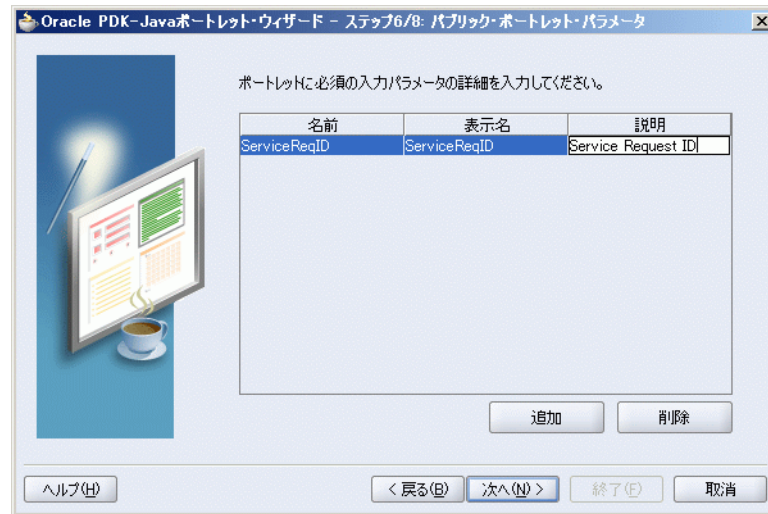 Oracle PDK-Javaポートレット・ウィザード - ステップ6/8: パブリック・ポートレット・パラメータ
ポートレットに必須の入力パラメータの詳細を入力してください。
名前 表示名 説明
ServiceReqID ServiceReqID Service Request ID
追加 削除
ヘルプ(H) < 戻る(B) 次へ(N) > 終了(F) 取消